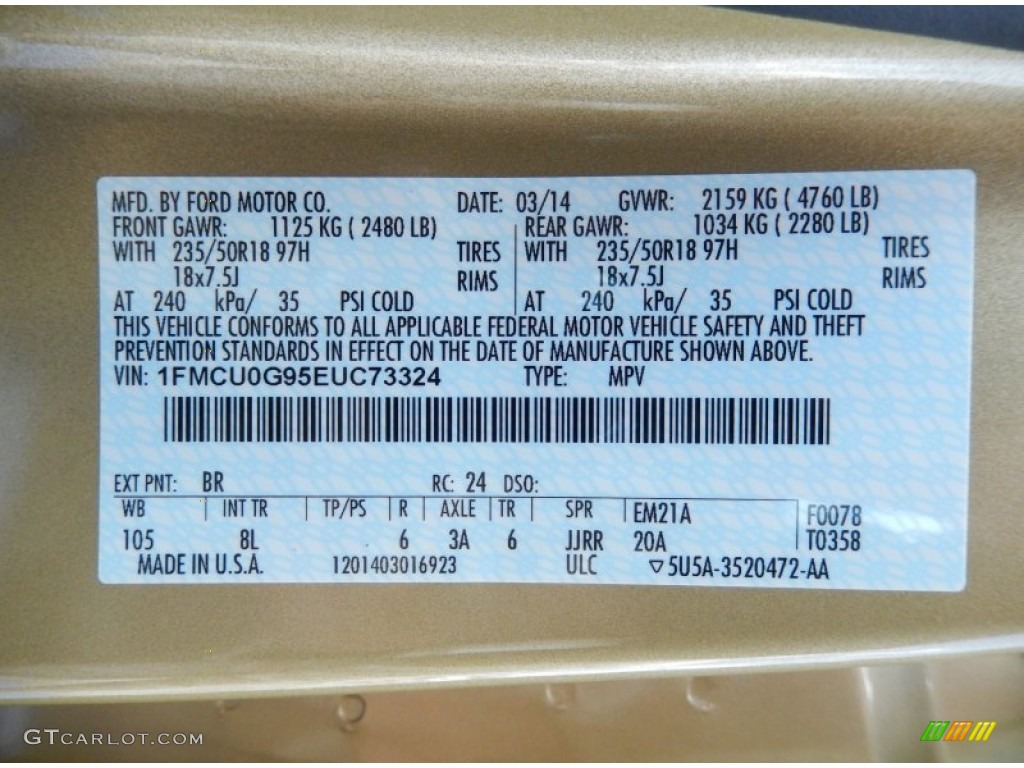 MFD. BY FORD MOTOR CO. DATE: 03/14 GVWR: 2159 KG ( 4760 LB)
FRONT GAWR: 1125 KG ( 2480 LB) REAR GAWR: 1034 KG ( 2280 LB)
WITH 235/50R18 97H TIRES WITH 235/50R18 97H TIRES
18x7.5J RIMS 18x7.5J RIMS
AT 240 kPa/ 35 PSI COLD AT 240 kPa/ 35 PSI COLD
THIS VEHICLE CONFORMS TO ALL APPLICABLE FEDERAL MOTOR VEHICLE SAFETY AND THEFT
PREVENTION STANDARDS IN EFFECT ON THE DATE OF MANUFACTURE SHOWN ABOVE.
VIN: 1FMCU0G95EUC73324 TYPE: MPV
EXT PNT: BR RC: 24 DSO:
WB INT TR TP/PS R AXLE TR SPR EM21A F0078
105 8L 6 3A 6 JJRR 20A T0358
MADE IN U.S.A. 1201403016923 ULC ▽5U5A-3520472-AA
GTCARLOT.COM